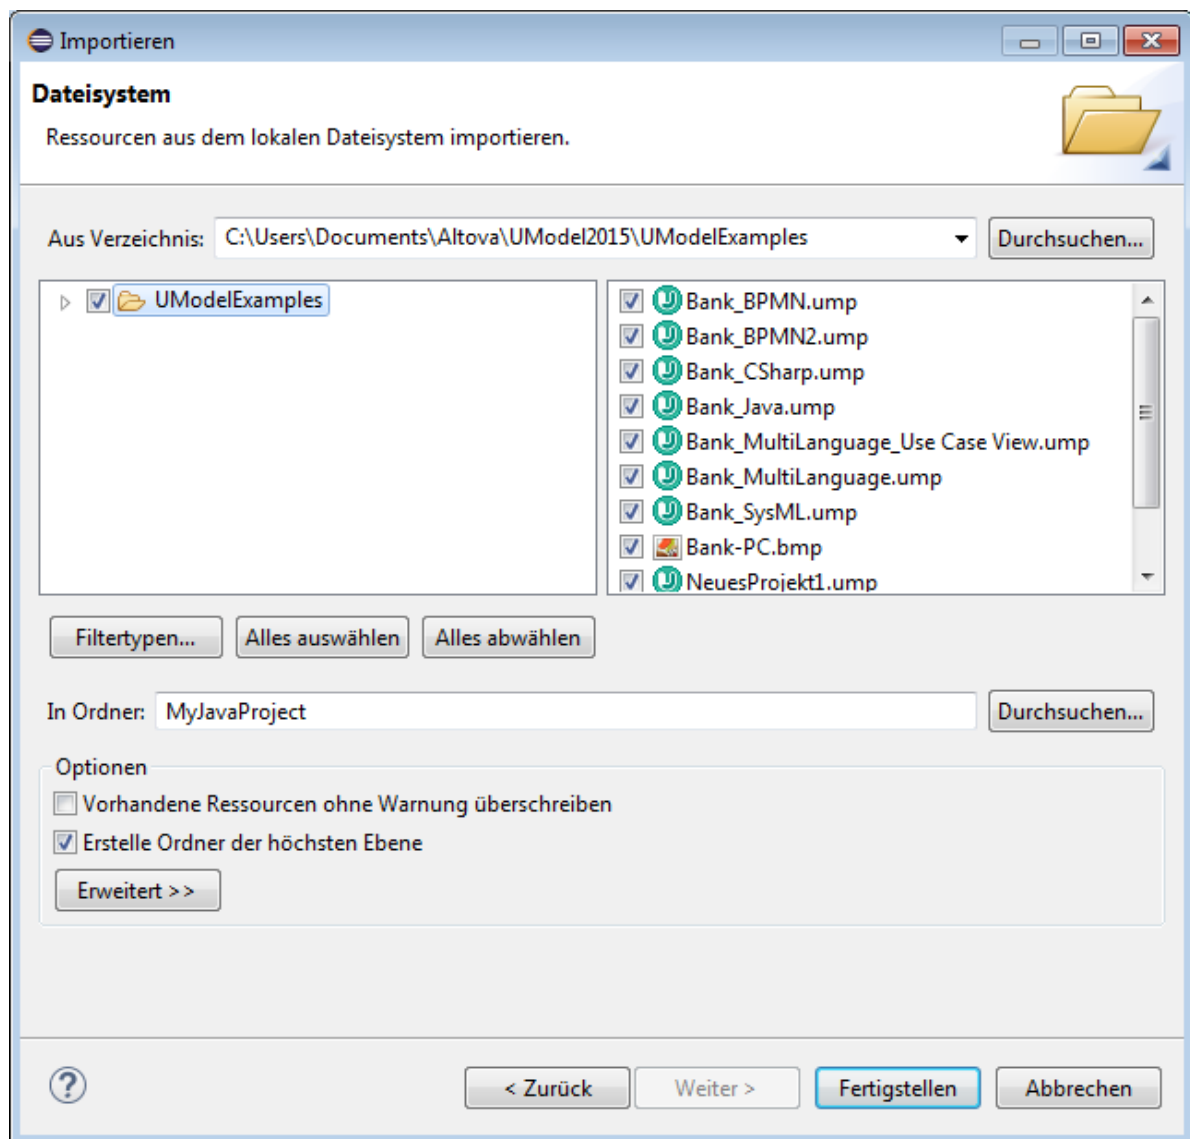 Importieren
Dateisystem
Ressourcen aus dem lokalen Dateisystem importieren.
Aus Verzeichnis: C:\Users\Documents\Altova\UModel2015\UModelExamples Durchsuchen...
UModelExamples
Bank_BPMN.ump
Bank_BPMN2.ump
Bank_CSharp.ump
Bank_Java.ump
Bank_MultiLanguage_Use Case View.ump
Bank_MultiLanguage.ump
Bank_SysML.ump
Bank-PC.bmp
NeuesProjekt1.ump
Filtertypen... Alles auswählen Alles abwählen
In Ordner: MyJavaProject Durchsuchen...
Optionen
Vorhandene Ressourcen ohne Warnung überschreiben
Erstelle Ordner der höchsten Ebene
Erweitert >>
? < Zurück Weiter > Fertigstellen Abbrechen